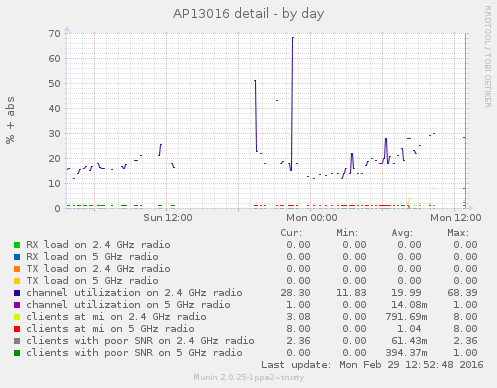 AP13016 detail - by day
RRDTOOL / TOBI OETIKER
% + abs
70
60
50
40
30
20
10
0
Sun 12:00 Mon 00:00 Mon 12:00
Cur: Min: Avg: Max:
RX load on 2.4 GHz radio 0.00 0.00 0.00 0.00
RX load on 5 GHz radio 0.00 0.00 0.00 0.00
TX load on 2.4 GHz radio 0.00 0.00 0.00 0.00
TX load on 5 GHz radio 0.00 0.00 0.00 0.00
channel utilization on 2.4 GHz radio 28.30 11.83 19.99 68.39
channel utilization on 5 GHz radio 1.00 0.00 14.08m 1.00
clients at mi on 2.4 GHz radio 3.08 0.00 791.69m 8.00
clients at mi on 5 GHz radio 8.00 0.00 1.04 8.00
clients with poor SNR on 2.4 GHz radio 2.36 0.00 61.43m 2.36
clients with poor SNR on 5 GHz radio 0.00 0.00 394.37m 1.00
Last update: Mon Feb 29 12:52:48 2016
Munin 2.0.25-1ppa2~trusty